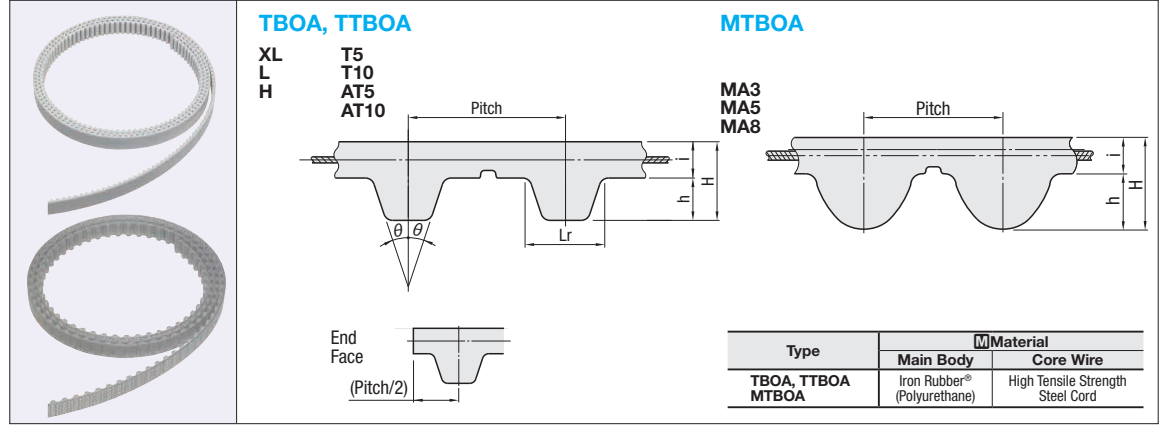 TBOA, TTBOA
XL T5
L T10
H AT5
AT10
Pitch
i
h
H
θ θ
Lr
End
Face
(Pitch/2)
MTBOA
MA3
MA5
MA8
Pitch
i
h
H
Type
M Material
Main Body Core Wire
TBOA, TTBOA
MTBOA
Iron Rubber®
(Polyurethane)
High Tensile Strength
Steel Cord